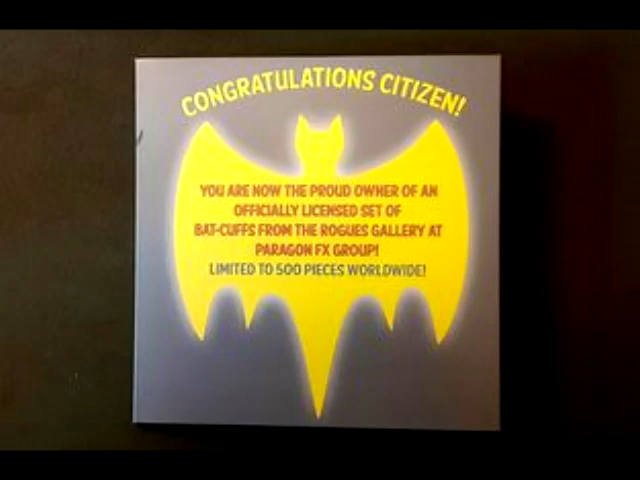 CONGRATULATIONS CITIZEN!
YOU ARE NOW THE PROUD OWNER OF AN
OFFICIALLY LICENSED SET OF
BAT-CUFFS FROM THE ROGUES GALLERY AT
PARAGON FX GROUP!
LIMITED TO 500 PIECES WORLDWIDE!